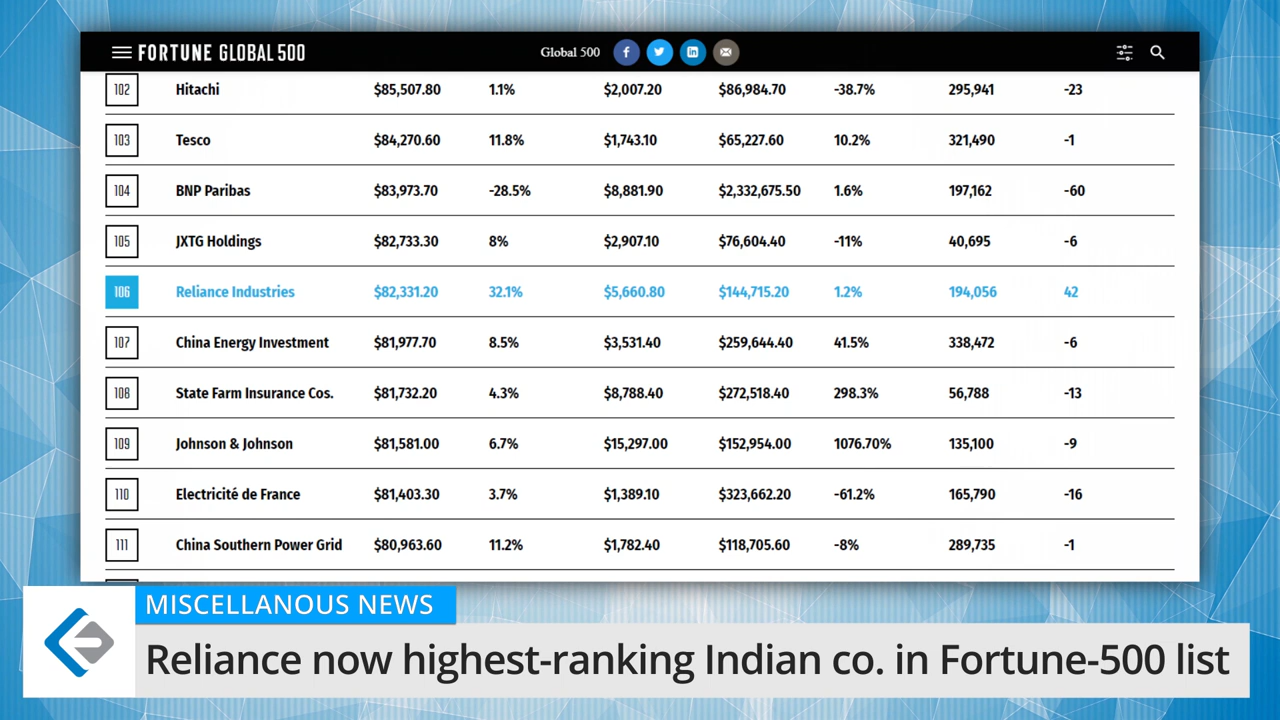 FORTUNE GLOBAL 500 Global 500
102 Hitachi $85,507.80 1.1% $2,007.20 $86,984.70 -38.7% 295,941 -23
103 Tesco $84,270.60 11.8% $1,743.10 $65,227.60 10.2% 321,490 -1
104 BNP Paribas $83,973.70 -28.5% $8,881.90 $2,332,675.50 1.6% 197,162 -60
105 JXTG Holdings $82,733.30 8% $2,907.10 $76,604.40 -11% 40,695 -6
106 Reliance Industries $82,331.20 32.1% $5,660.80 $144,715.20 1.2% 194,056 42
107 China Energy Investment $81,977.70 8.5% $3,531.40 $259,644.40 41.5% 338,472 -6
108 State Farm Insurance Cos. $81,732.20 4.3% $8,788.40 $272,518.40 298.3% 56,788 -13
109 Johnson & Johnson $81,581.00 6.7% $15,297.00 $152,954.00 1076.70% 135,100 -9
110 Electricité de France $81,403.30 3.7% $1,389.10 $323,662.20 -61.2% 165,790 -16
111 China Southern Power Grid $80,963.60 11.2% $1,782.40 $118,705.60 -8% 289,735 -1
MISCELLANOUS NEWS
Reliance now highest-ranking Indian co. in Fortune-500 list